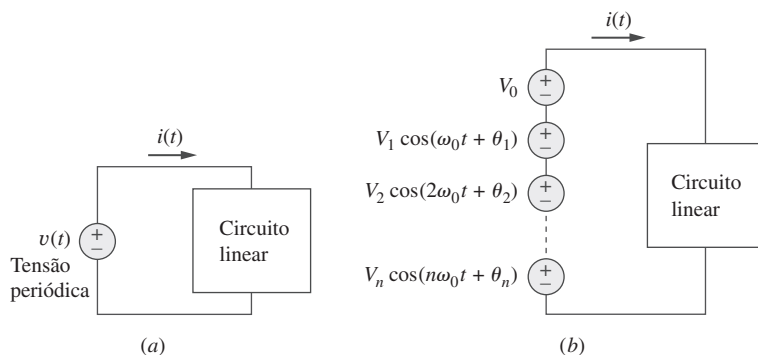 i(t)
v(t)
+
−
Tensão
periódica
Circuito
linear
(a)
i(t)
V₀
+
−
V₁ cos(ω₀t + θ₁)
+
−
V₂ cos(2ω₀t + θ₂)
+
−
Vₙ cos(nω₀t + θₙ)
+
−
Circuito
linear
(b)